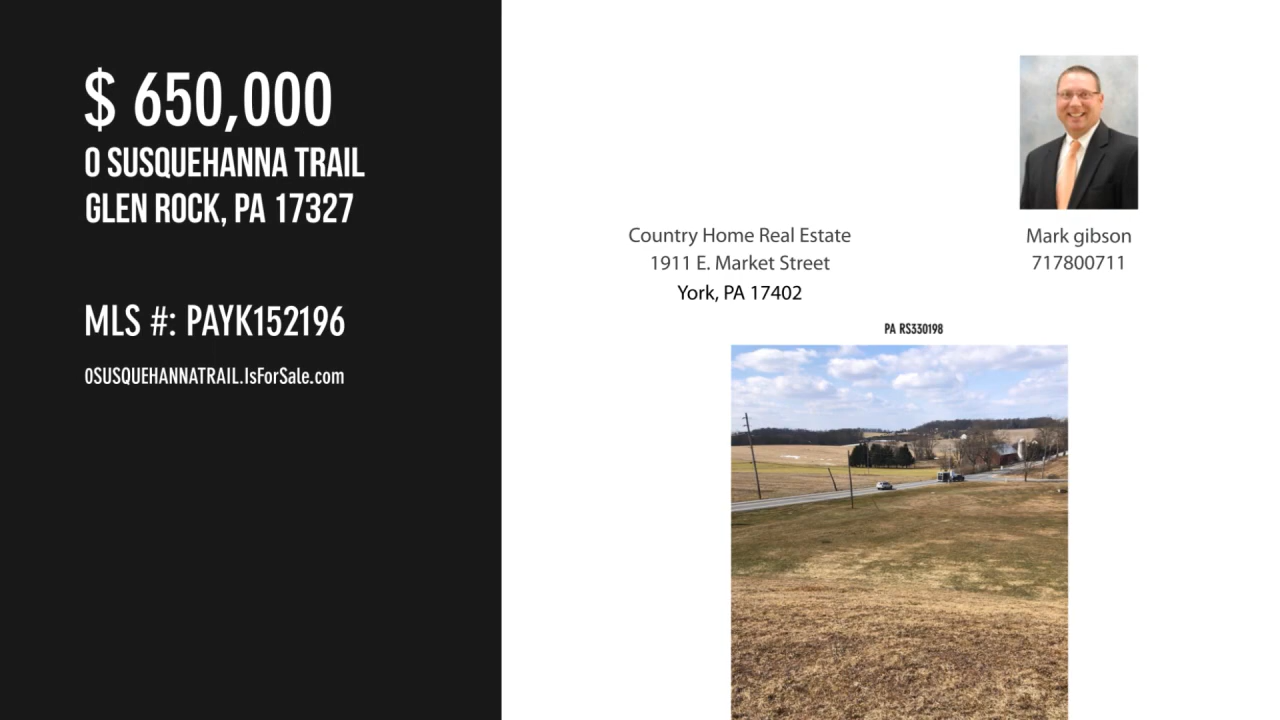 $ 650,000
0 SUSQUEHANNA TRAIL
GLEN ROCK, PA 17327
MLS #: PAYK152196
0SUSQUEHANNATRAIL.IsForSale.com
Country Home Real Estate
1911 E. Market Street
York, PA 17402
Mark gibson
717800711
PA RS330198